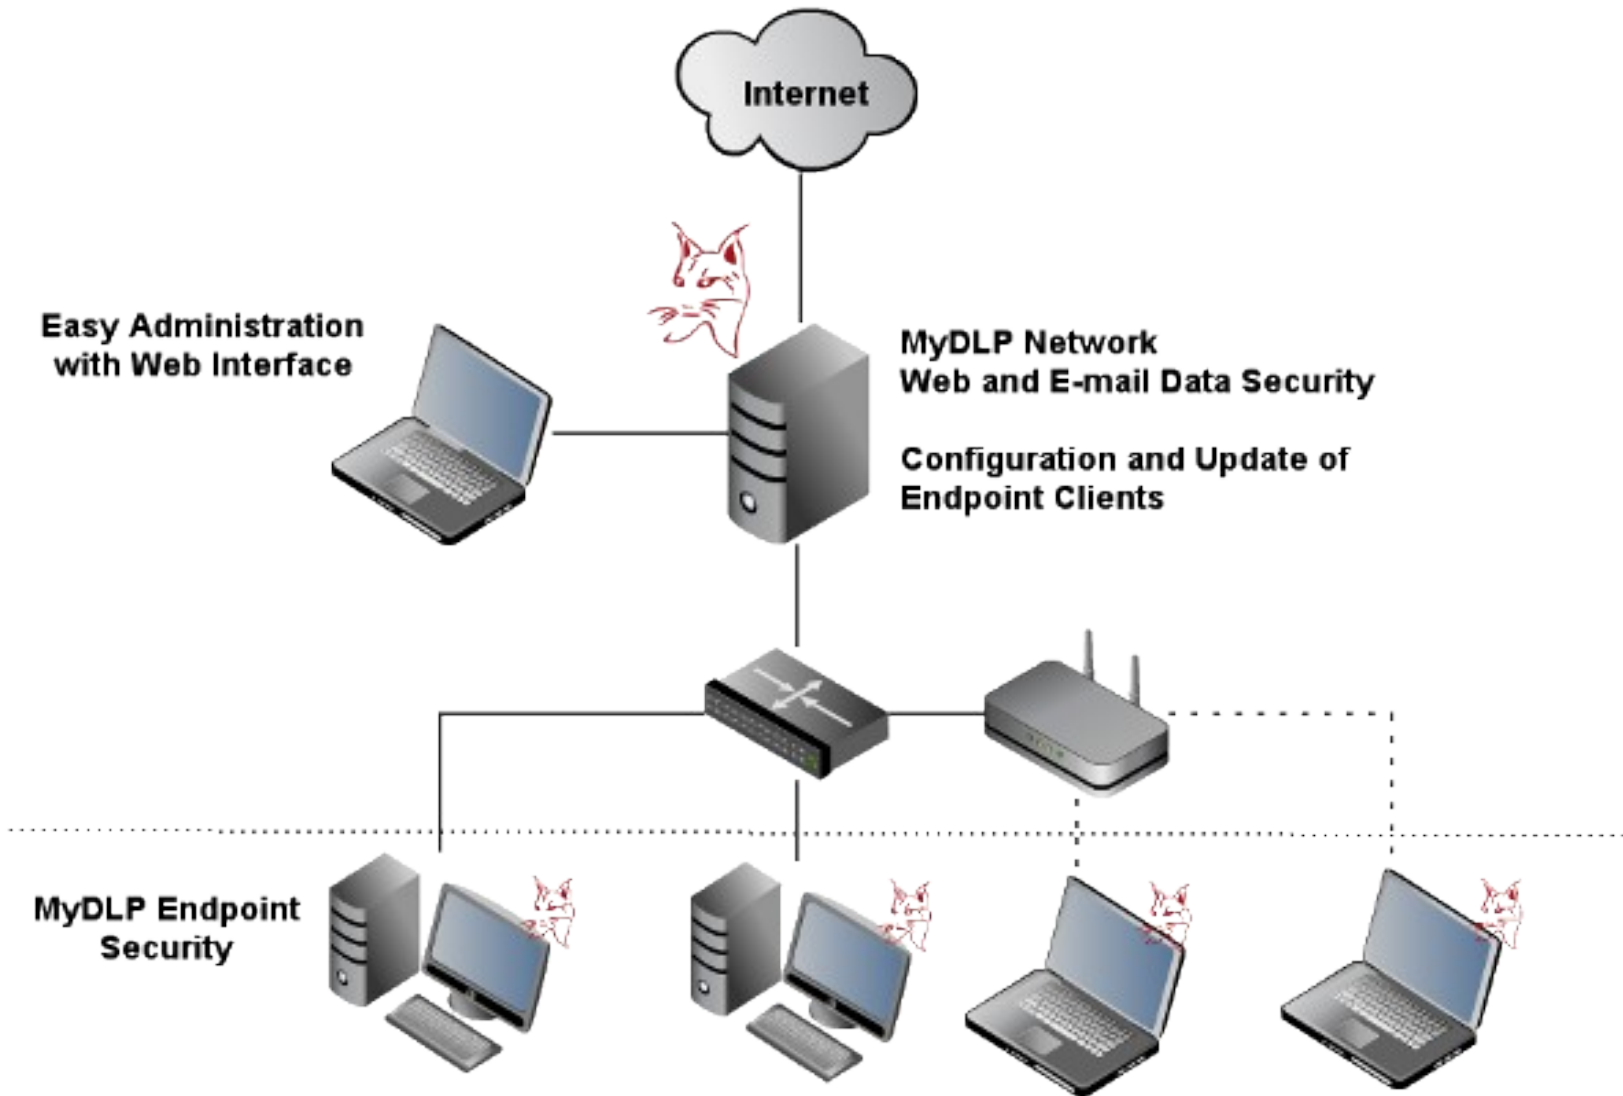 Internet
Easy Administration
with Web Interface
MyDLP Network
Web and E-mail Data Security
Configuration and Update of
Endpoint Clients
MyDLP Endpoint
Security